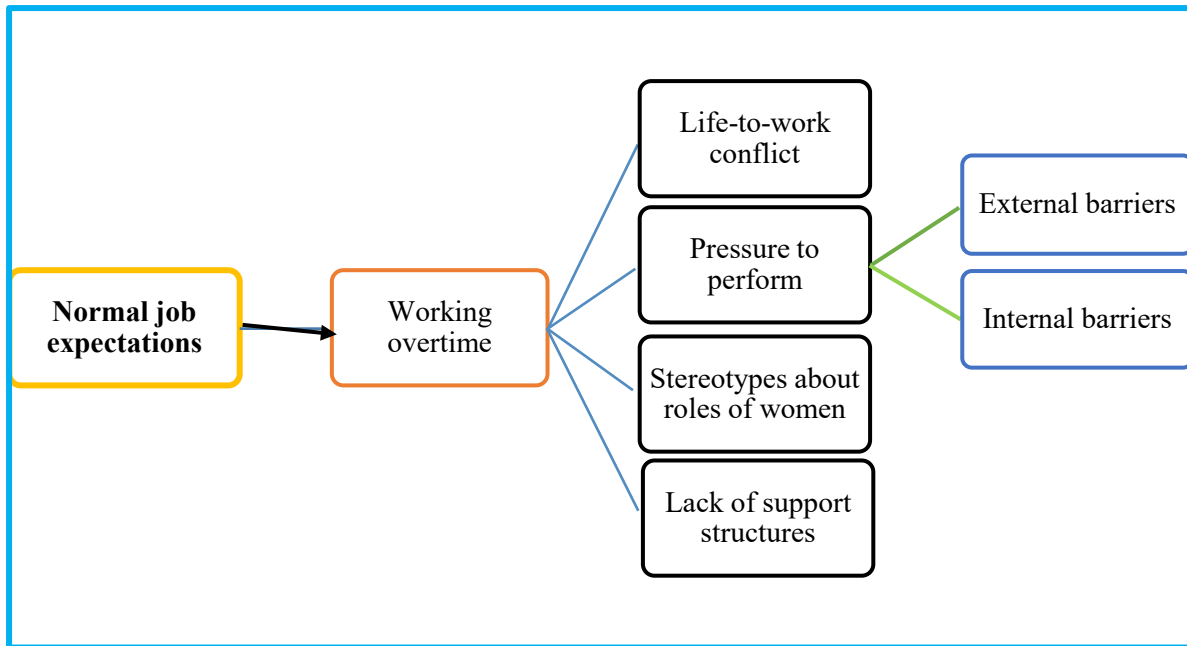 Normal job
expectations
Working
overtime
Life-to-work
conflict
Pressure to
perform
Stereotypes about
roles of women
Lack of support
structures
External barriers
Internal barriers